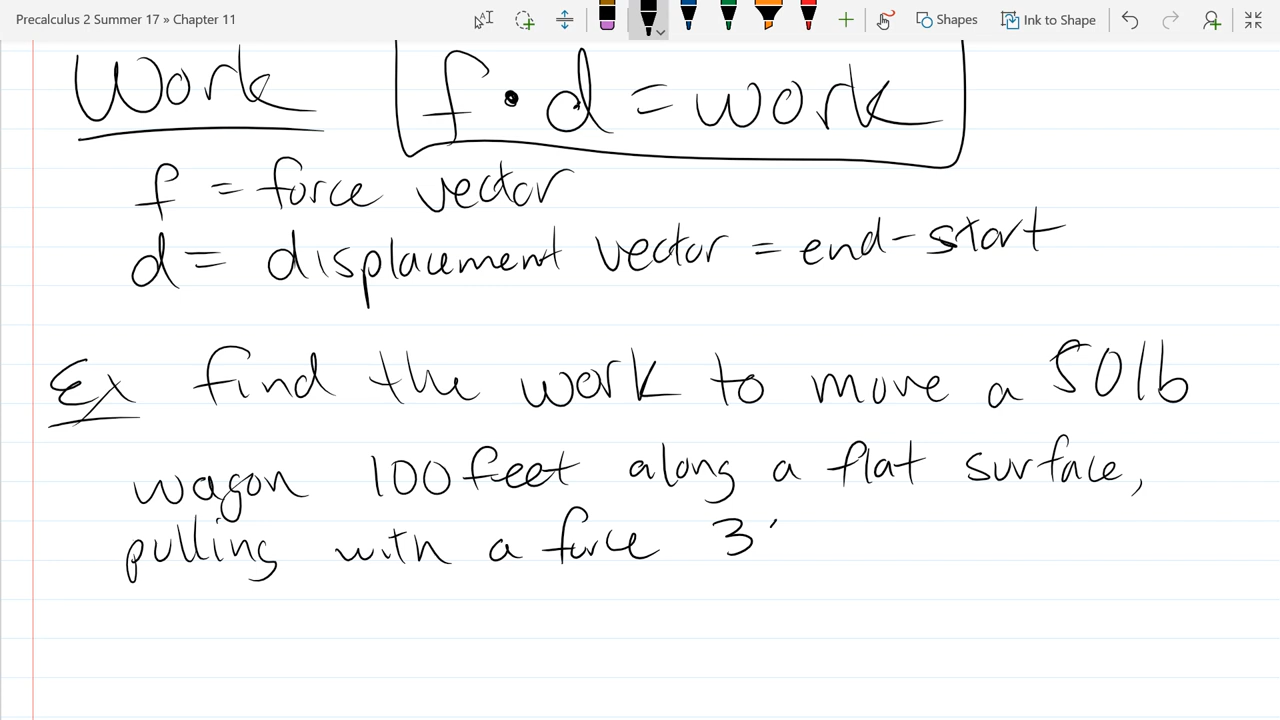 Precalculus 2 Summer 17 » Chapter 11
Shapes
Ink to Shape
Work
f • d = work
f = force vector
d = displacement vector = end - start
Ex find the work to move a 50lb
wagon 100 feet along a flat surface,
pulling with a force 3